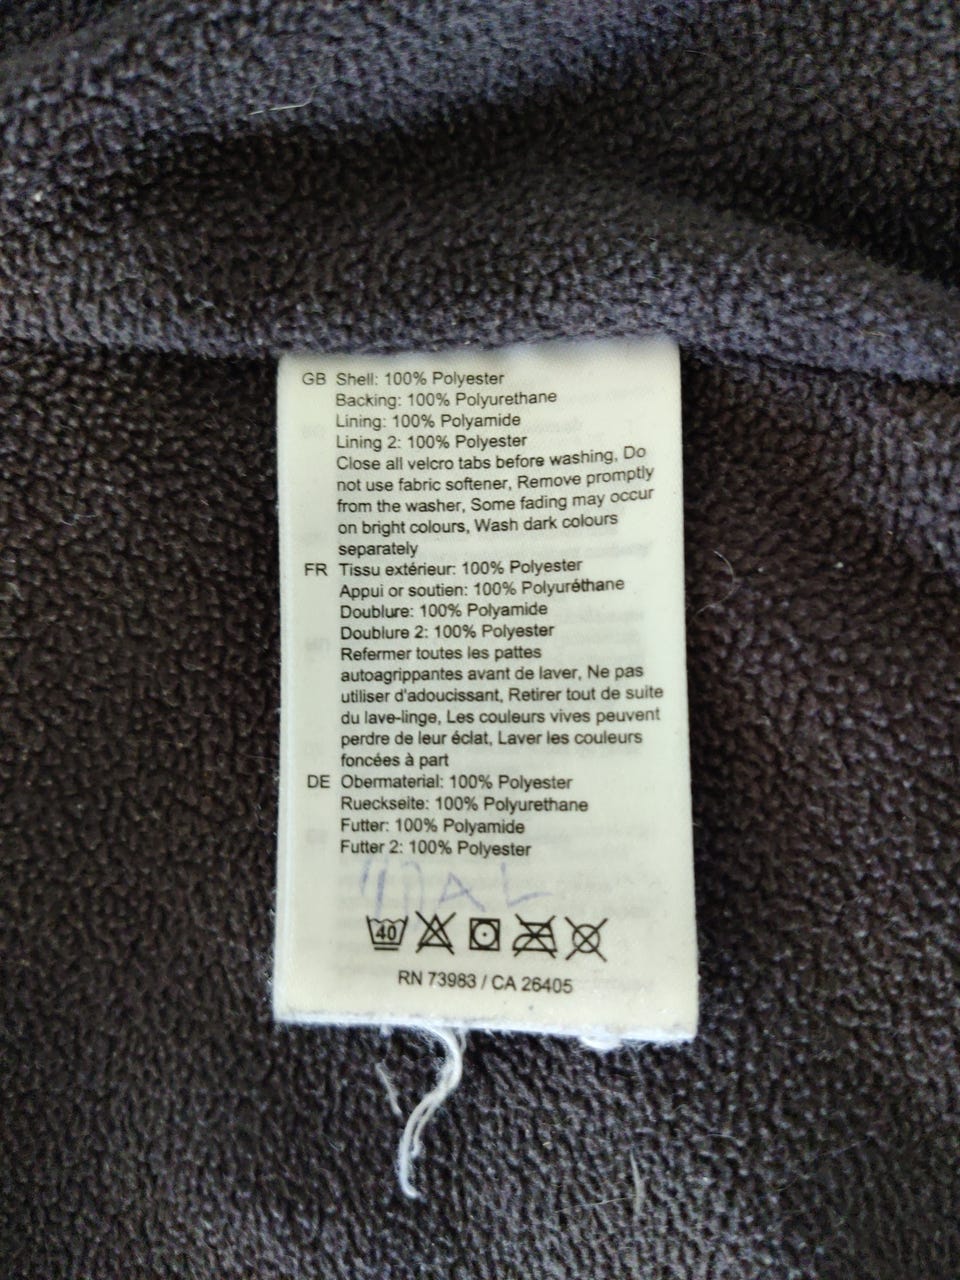 GB Shell: 100% Polyester
Backing: 100% Polyurethane
Lining: 100% Polyamide
Lining 2: 100% Polyester
Close all velcro tabs before washing, Do
not use fabric softener, Remove promptly
from the washer, Some fading may occur
on bright colours, Wash dark colours
separately
FR Tissu extérieur: 100% Polyester
Appui or soutien: 100% Polyuréthane
Doublure: 100% Polyamide
Doublure 2: 100% Polyester
Refermer toutes les pattes
autoagrippantes avant de laver, Ne pas
utiliser d'adoucissant, Retirer tout de suite
du lave-linge, Les couleurs vives peuvent
perdre de leur éclat, Laver les couleurs
foncées à part
DE Obermaterial: 100% Polyester
Rueckseite: 100% Polyurethane
Futter: 100% Polyamide
Futter 2: 100% Polyester
40
RN 73983 / CA 26405